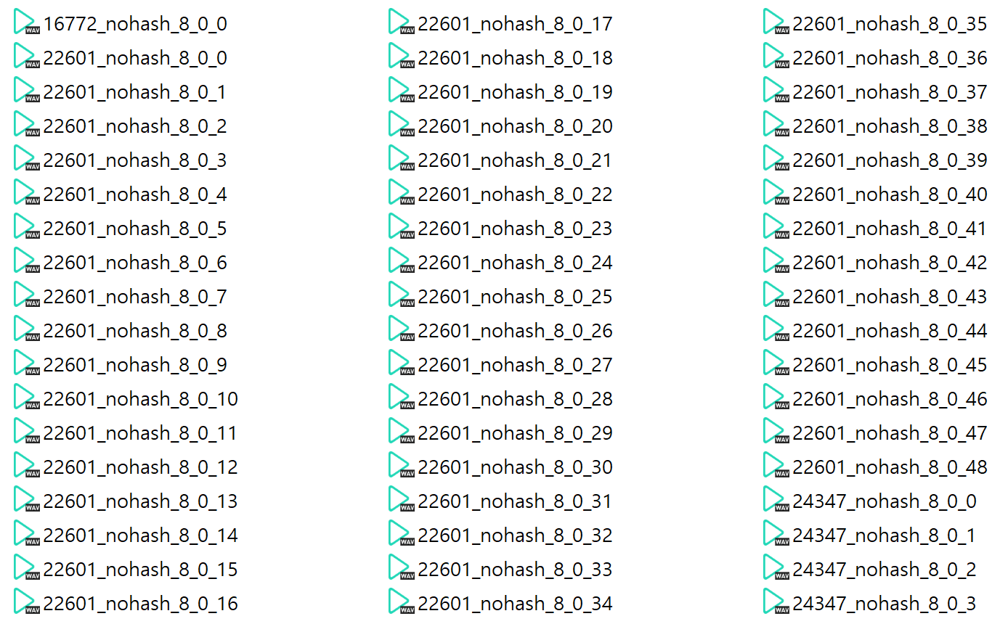 16772_nohash_8_0_0
22601_nohash_8_0_0
22601_nohash_8_0_1
22601_nohash_8_0_2
22601_nohash_8_0_3
22601_nohash_8_0_4
22601_nohash_8_0_5
22601_nohash_8_0_6
22601_nohash_8_0_7
22601_nohash_8_0_8
22601_nohash_8_0_9
22601_nohash_8_0_10
22601_nohash_8_0_11
22601_nohash_8_0_12
22601_nohash_8_0_13
22601_nohash_8_0_14
22601_nohash_8_0_15
22601_nohash_8_0_16
22601_nohash_8_0_17
22601_nohash_8_0_18
22601_nohash_8_0_19
22601_nohash_8_0_20
22601_nohash_8_0_21
22601_nohash_8_0_22
22601_nohash_8_0_23
22601_nohash_8_0_24
22601_nohash_8_0_25
22601_nohash_8_0_26
22601_nohash_8_0_27
22601_nohash_8_0_28
22601_nohash_8_0_29
22601_nohash_8_0_30
22601_nohash_8_0_31
22601_nohash_8_0_32
22601_nohash_8_0_33
22601_nohash_8_0_34
22601_nohash_8_0_35
22601_nohash_8_0_36
22601_nohash_8_0_37
22601_nohash_8_0_38
22601_nohash_8_0_39
22601_nohash_8_0_40
22601_nohash_8_0_41
22601_nohash_8_0_42
22601_nohash_8_0_43
22601_nohash_8_0_44
22601_nohash_8_0_45
22601_nohash_8_0_46
22601_nohash_8_0_47
22601_nohash_8_0_48
24347_nohash_8_0_0
24347_nohash_8_0_1
24347_nohash_8_0_2
24347_nohash_8_0_3